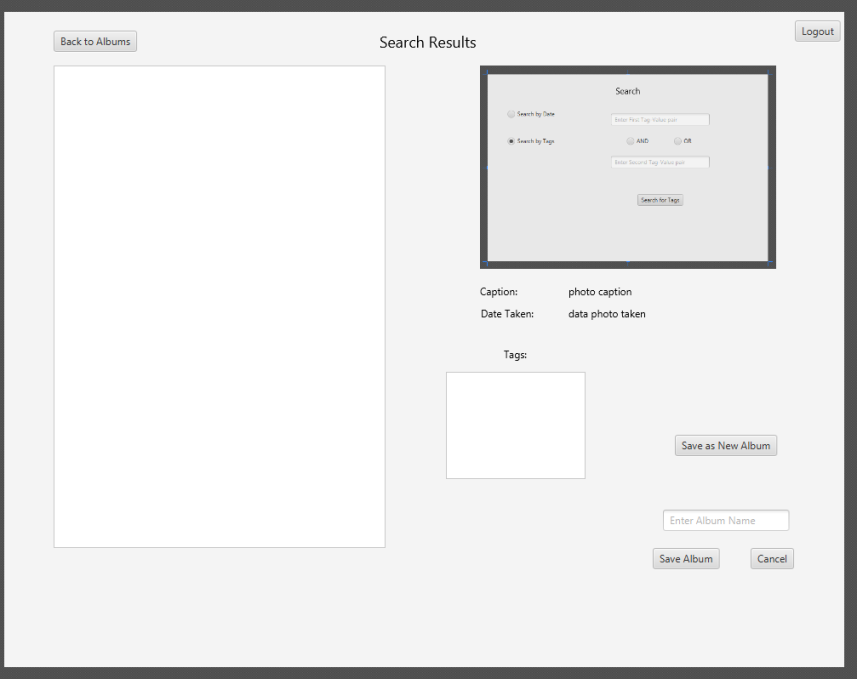 Logout
Back to Albums
Search Results
Search
Search by Date
Enter First Tag Value pair
Search by Tags
AND
OR
Enter Second Tag Value pair
Search for Tags
Caption:
photo caption
Date Taken:
data photo taken
Tags:
Save as New Album
Enter Album Name
Save Album
Cancel